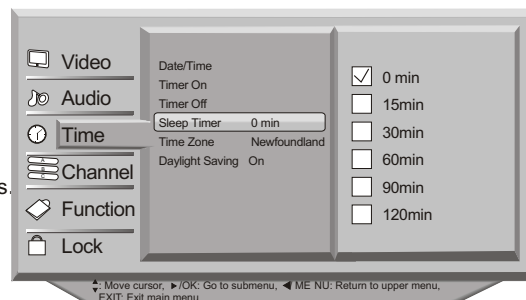 Video
Audio
Time
Channel
Function
Lock
Date/Time
Timer On
Timer Off
Sleep Timer 0 min
Time Zone Newfoundland
Daylight Saving On
0 min
15min
30min
60min
90min
120min
s.
: Move cursor, ▶/OK: Go to submenu, ◀ ME NU: Return to upper menu,
EXIT: Exit main menu